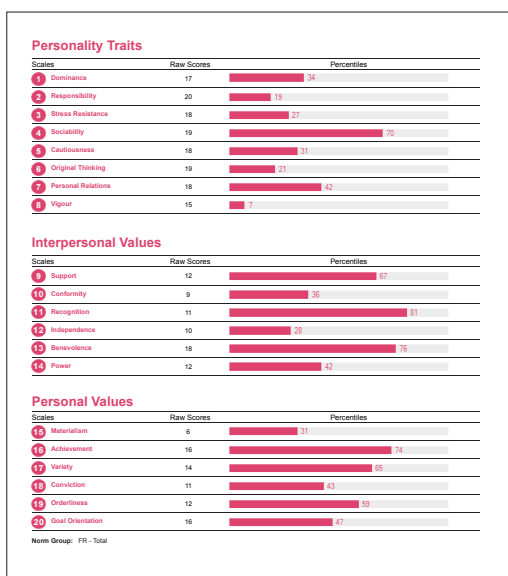 Personality Traits
Scales Raw Scores Percentiles
1 Dominance 17 34
2 Responsibility 20 19
3 Stress Resistance 18 27
4 Sociability 19 70
5 Cautiousness 18 31
6 Original Thinking 19 21
7 Personal Relations 18 42
8 Vigour 15 7
Interpersonal Values
Scales Raw Scores Percentiles
9 Support 12 67
10 Conformity 9 36
11 Recognition 11 81
12 Independence 10 28
13 Benevolence 18 76
14 Power 12 42
Personal Values
Scales Raw Scores Percentiles
15 Materialism 6 31
16 Achievement 16 74
17 Variety 14 65
18 Conviction 11 43
19 Orderliness 12 59
20 Goal Orientation 16 47
Norm Group: FR - Total